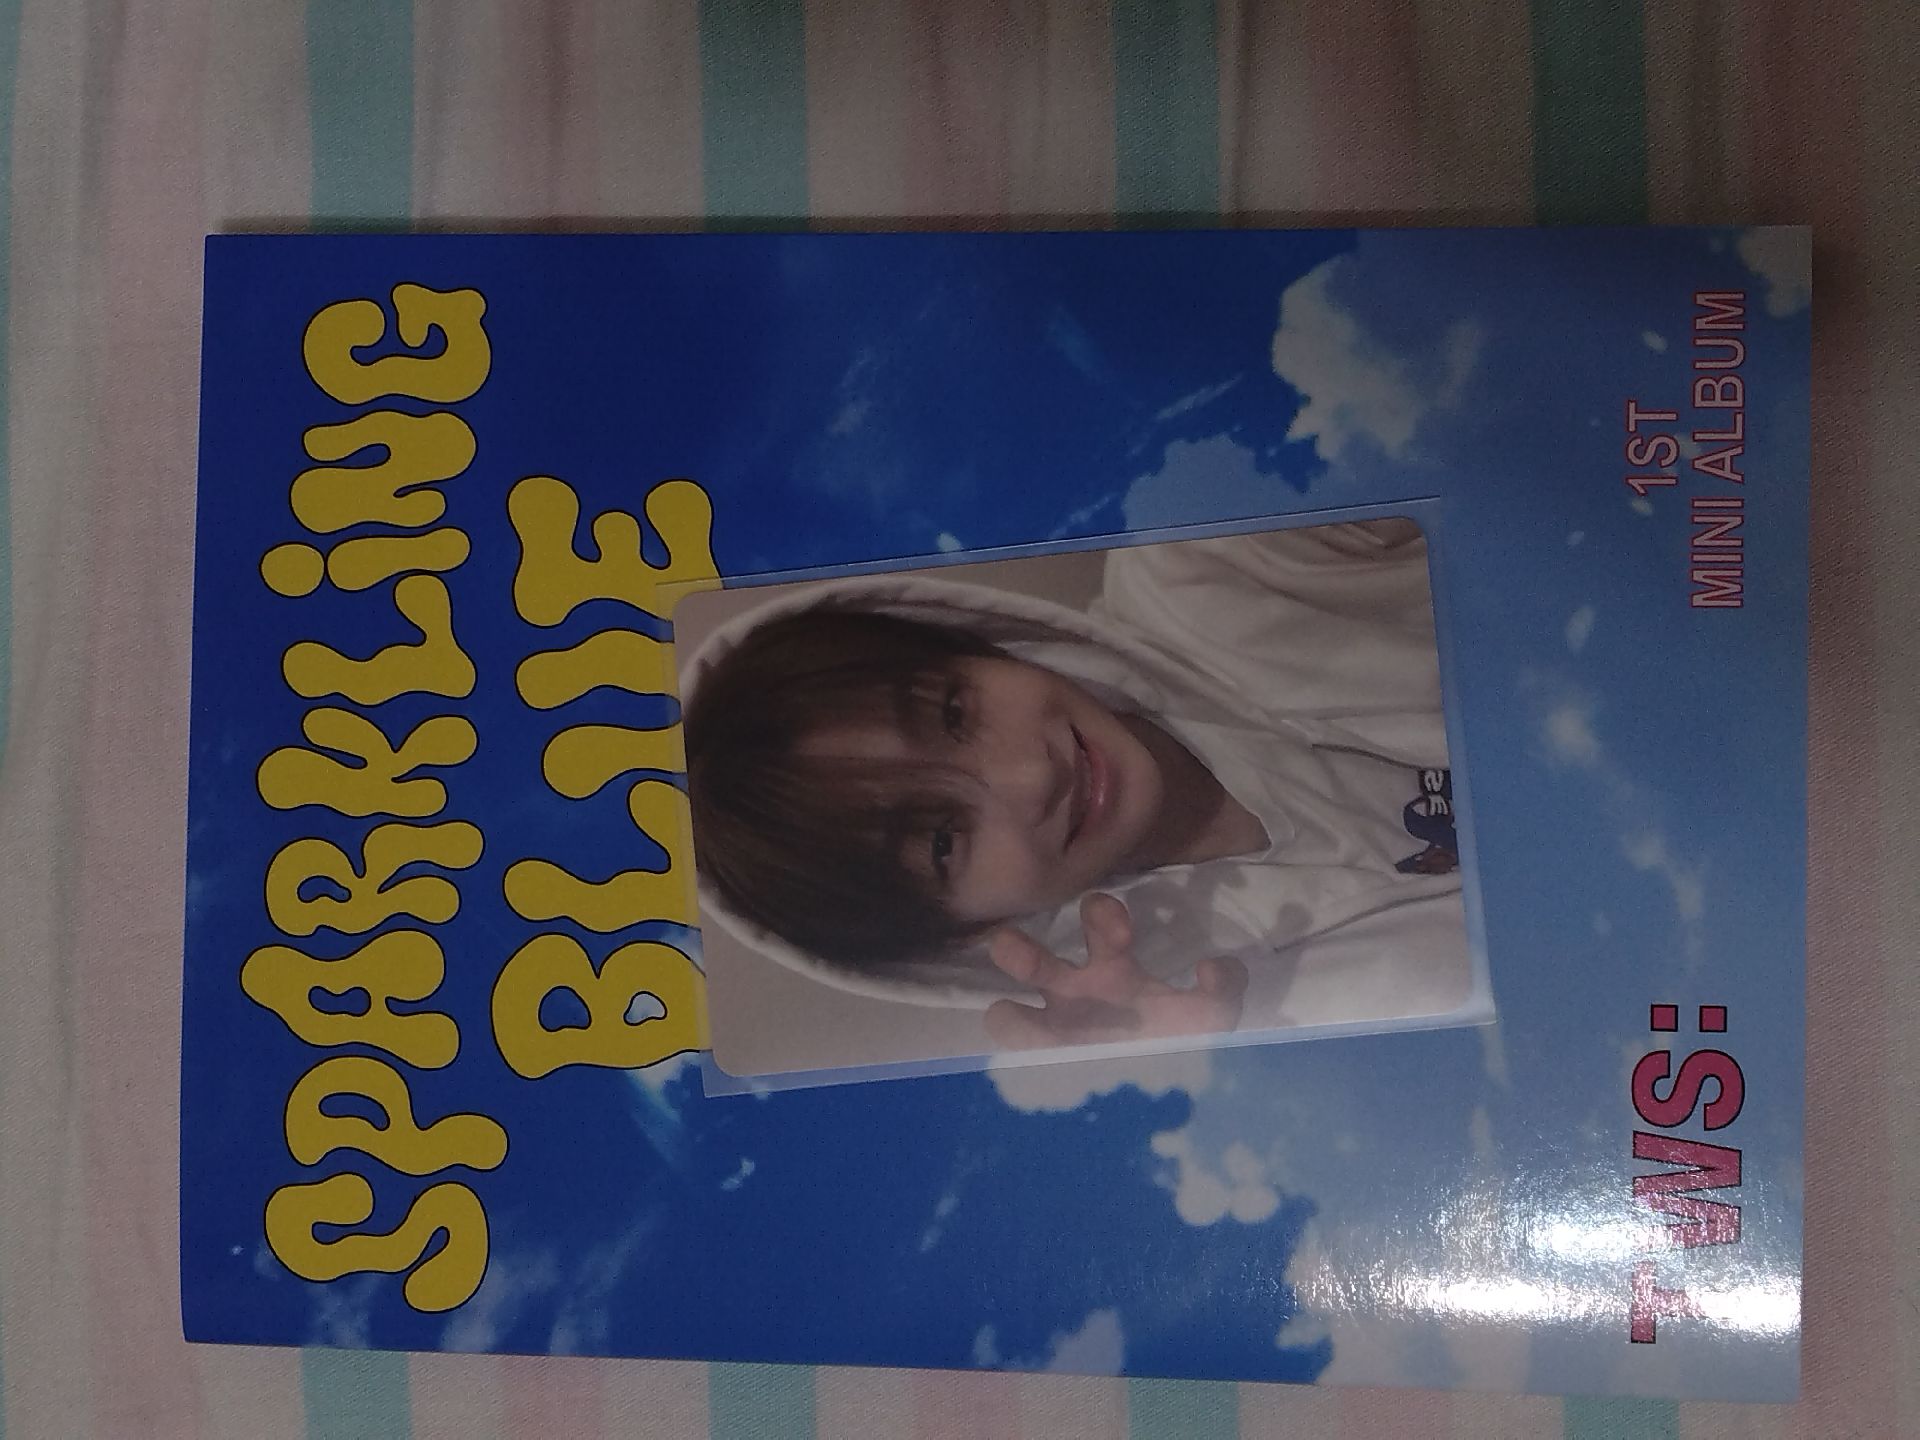 SPARKLiNG
BLUE
TWS:
1ST
MINI ALBUM